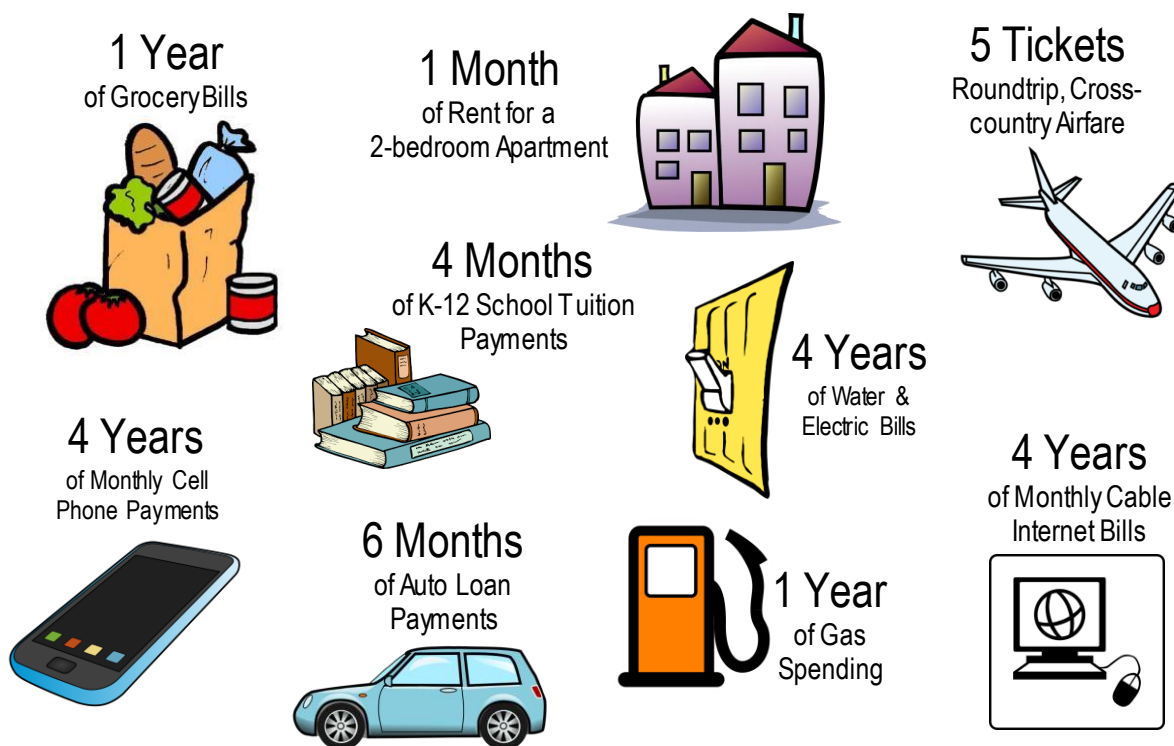 1 Year
of Grocery Bills
1 Month
of Rent for a
2-bedroom Apartment
5 Tickets
Roundtrip, Cross-
country Airfare
4 Months
of K-12 School Tuition
Payments
4 Years
of Water &
Electric Bills
4 Years
of Monthly Cell
Phone Payments
4 Years
of Monthly Cable
Internet Bills
6 Months
of Auto Loan
Payments
1 Year
of Gas
Spending